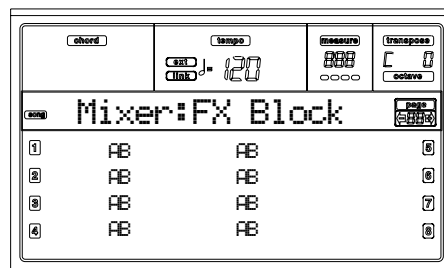 chord tempo measure transpose
ext link ♩= 120 888 C 0
octave
song Mixer:FX Block page 88
1 AB AB 5
2 AB AB 6
3 AB AB 7
4 AB AB 8